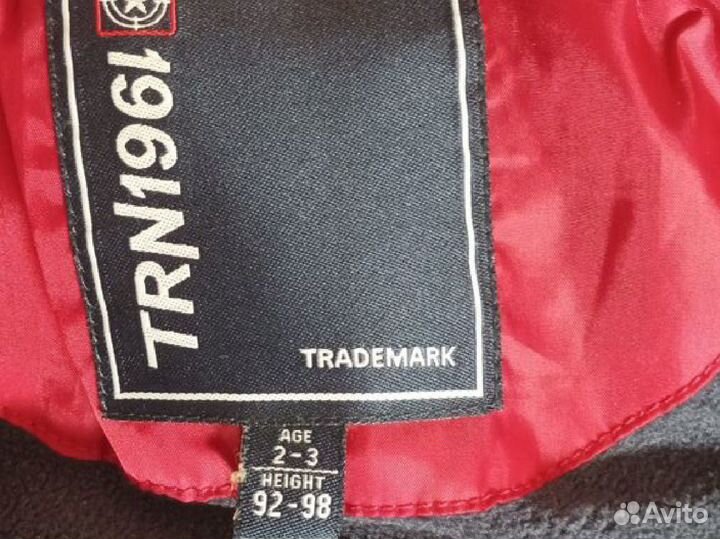 TRN1961
TRADEMARK
AGE
2-3
HEIGHT
92-98
Avito